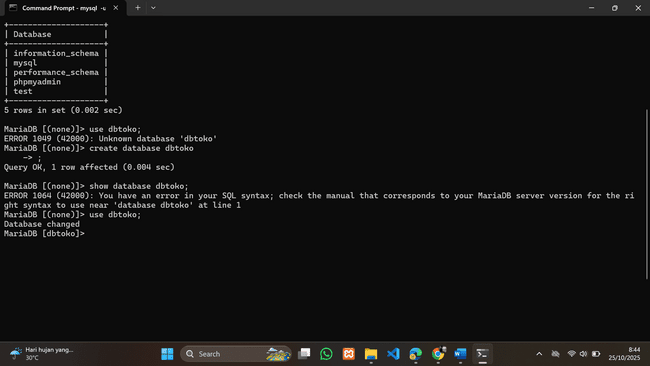 Command Prompt - mysql -u
+--------------------+
| Database           |
+--------------------+
| information_schema |
| mysql              |
| performance_schema |
| phpmyadmin         |
| test               |
+--------------------+
5 rows in set (0.002 sec)
MariaDB [(none)]> use dbtoko;
ERROR 1049 (42000): Unknown database 'dbtoko'
MariaDB [(none)]> create database dbtoko
    -> ;
Query OK, 1 row affected (0.004 sec)
MariaDB [(none)]> show database dbtoko;
ERROR 1064 (42000): You have an error in your SQL syntax; check the manual that corresponds to your MariaDB server version for the ri
ght syntax to use near 'database dbtoko' at line 1
MariaDB [(none)]> use dbtoko;
Database changed
MariaDB [dbtoko]>
Hari hujan yang...
30°C
Search
8:44
25/10/2025